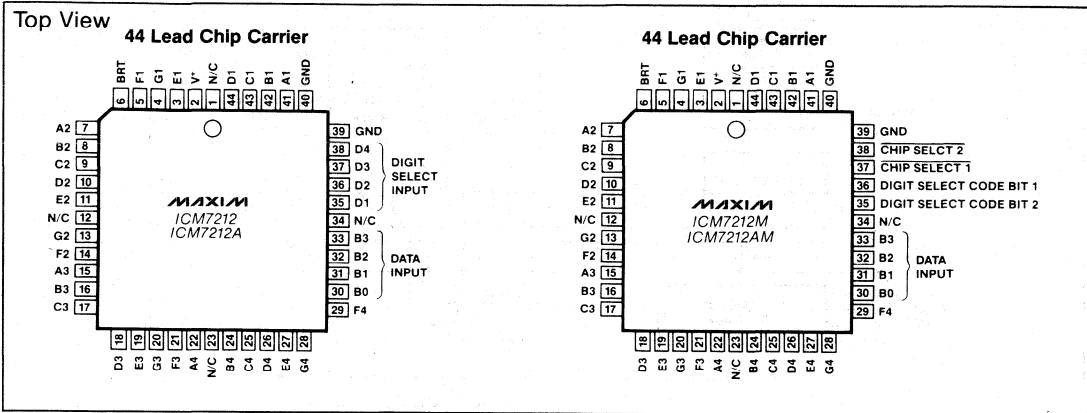 Top View
44 Lead Chip Carrier
BRT F1 G1 E1 V+ N/C D1 C1 B1 A1 GND
6 5 4 3 2 1 44 43 42 41 40
A2 7
B2 8
C2 9
D2 10
E2 11
N/C 12
G2 13
F2 14
A3 15
B3 16
C3 17
MAXIM
ICM7212
ICM7212A
39 GND
38 D4
37 D3
36 D2
35 D1
DIGIT
SELECT
INPUT
34 N/C
33 B3
32 B2
31 B1
30 B0
DATA
INPUT
29 F4
18 19 20 21 22 23 24 25 26 27 28
D3 E3 G3 F3 A4 N/C B4 C4 D4 E4 G4
44 Lead Chip Carrier
BRT F1 G1 E1 V+ N/C D1 C1 B1 A1 GND
6 5 4 3 2 1 44 43 42 41 40
A2 7
B2 8
C2 9
D2 10
E2 11
N/C 12
G2 13
F2 14
A3 15
B3 16
C3 17
MAXIM
ICM7212M
ICM7212AM
39 GND
38 CHIP SELCT 2
37 CHIP SELECT 1
36 DIGIT SELECT CODE BIT 1
35 DIGIT SELECT CODE BIT 2
34 N/C
33 B3
32 B2
31 B1
30 B0
DATA
INPUT
29 F4
18 19 20 21 22 23 24 25 26 27 28
D3 E3 G3 F3 A4 N/C B4 C4 D4 E4 G4